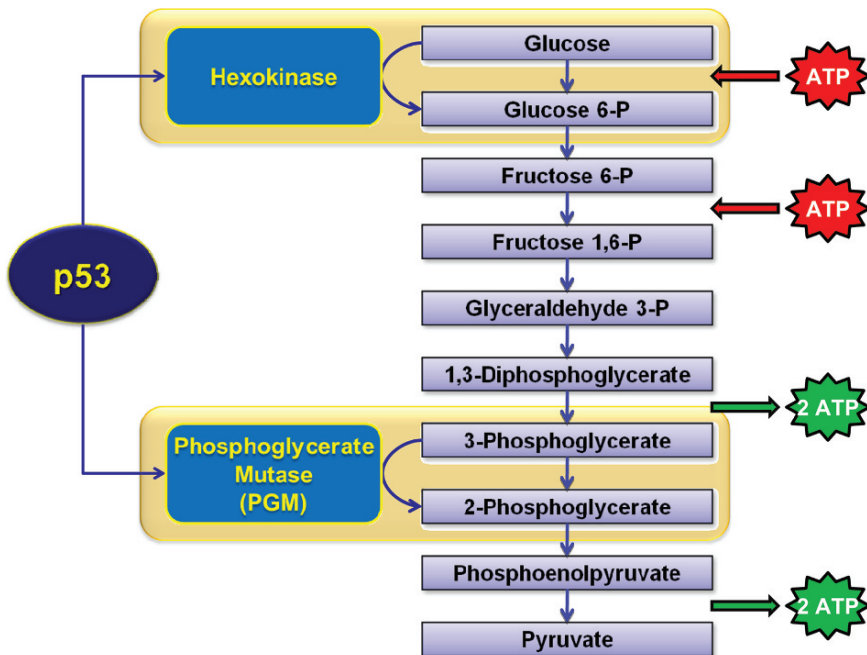 Hexokinase
Glucose
ATP
Glucose 6-P
Fructose 6-P
ATP
Fructose 1,6-P
p53
Glyceraldehyde 3-P
1,3-Diphosphoglycerate
2 ATP
Phosphoglycerate
Mutase
(PGM)
3-Phosphoglycerate
2-Phosphoglycerate
Phosphoenolpyruvate
2 ATP
Pyruvate